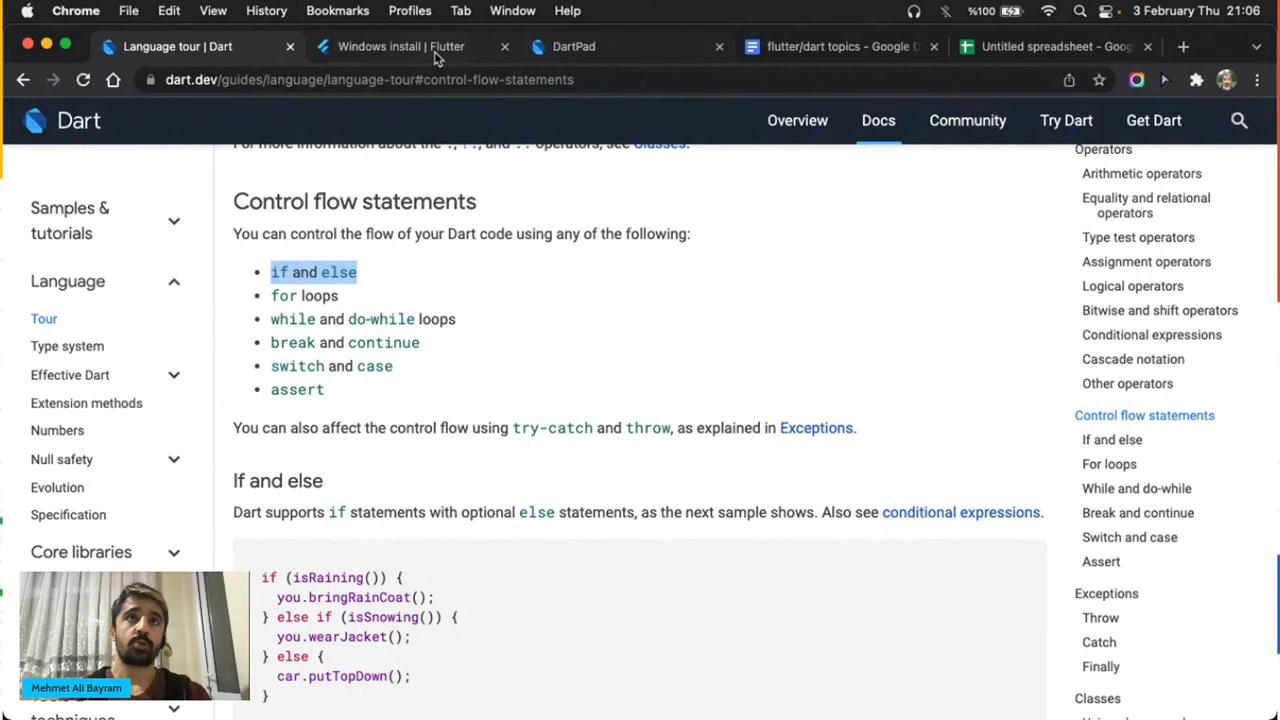 Chrome File Edit View History Bookmarks Profiles Tab Window Help %100 3 February Thu 21:06
Language tour | Dart Windows install | Flutter DartPad flutter/dart topics - Google D Untitled spreadsheet - Google
dart.dev/guides/language/language-tour#control-flow-statements
Dart Overview Docs Community Try Dart Get Dart
Samples &
tutorials
Language
Tour
Type system
Effective Dart
Extension methods
Numbers
Null safety
Evolution
Specification
Core libraries
techniques
Mehmet Ali Bayram
Control flow statements
You can control the flow of your Dart code using any of the following:
• if and else
• for loops
• while and do-while loops
• break and continue
• switch and case
• assert
You can also affect the control flow using try-catch and throw, as explained in Exceptions.
If and else
Dart supports if statements with optional else statements, as the next sample shows. Also see conditional expressions.
if (isRaining()) {
you.bringRainCoat();
} else if (isSnowing()) {
you.wearJacket();
} else {
car.putTopDown();
}
Operators
Arithmetic operators
Equality and relational
operators
Type test operators
Assignment operators
Logical operators
Bitwise and shift operators
Conditional expressions
Cascade notation
Other operators
Control flow statements
If and else
For loops
While and do-while
Break and continue
Switch and case
Assert
Exceptions
Throw
Catch
Finally
Classes